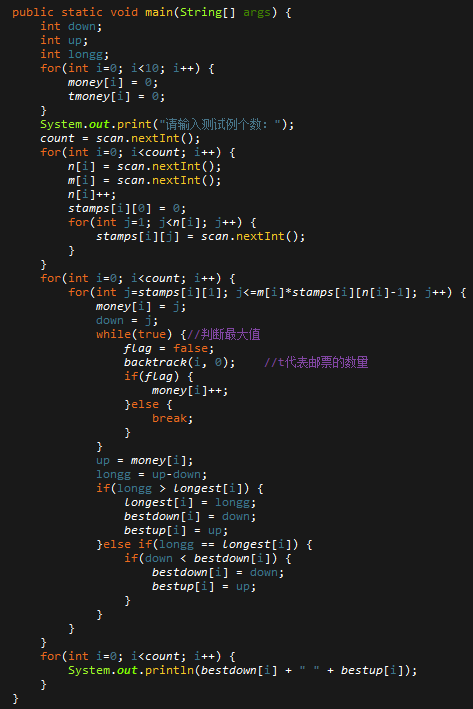 public static void main(String[] args) {
    int down;
    int up;
    int longg;
    for(int i=0; i<10; i++) {
        money[i] = 0;
        tmoney[i] = 0;
    }
    System.out.print("请输入测试例个数: ");
    count = scan.nextInt();
    for(int i=0; i<count; i++) {
        n[i] = scan.nextInt();
        m[i] = scan.nextInt();
        n[i]++;
        stamps[i][0] = 0;
        for(int j=1; j<n[i]; j++) {
            stamps[i][j] = scan.nextInt();
        }
    }
    for(int i=0; i<count; i++) {
        for(int j=stamps[i][1]; j<=m[i]*stamps[i][n[i]-1]; j++) {
            money[i] = j;
            down = j;
            while(true) {//判断最大值
                flag = false;
                backtrack(i, 0);    //t代表邮票的数量
                if(flag) {
                    money[i]++;
                }else {
                    break;
                }
            }
            up = money[i];
            longg = up-down;
            if(longg > longest[i]) {
                longest[i] = longg;
                bestdown[i] = down;
                bestup[i] = up;
            }else if(longg == longest[i]) {
                if(down < bestdown[i]) {
                    bestdown[i] = down;
                    bestup[i] = up;
                }
            }
        }
    }
    for(int i=0; i<count; i++) {
        System.out.println(bestdown[i] + " " + bestup[i]);
    }
}